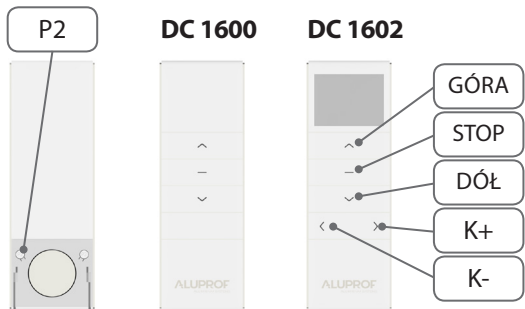 P2
DC 1600
DC 1602
GÓRA
STOP
DÓŁ
K+
K-
ALUPROF
ALUPROF